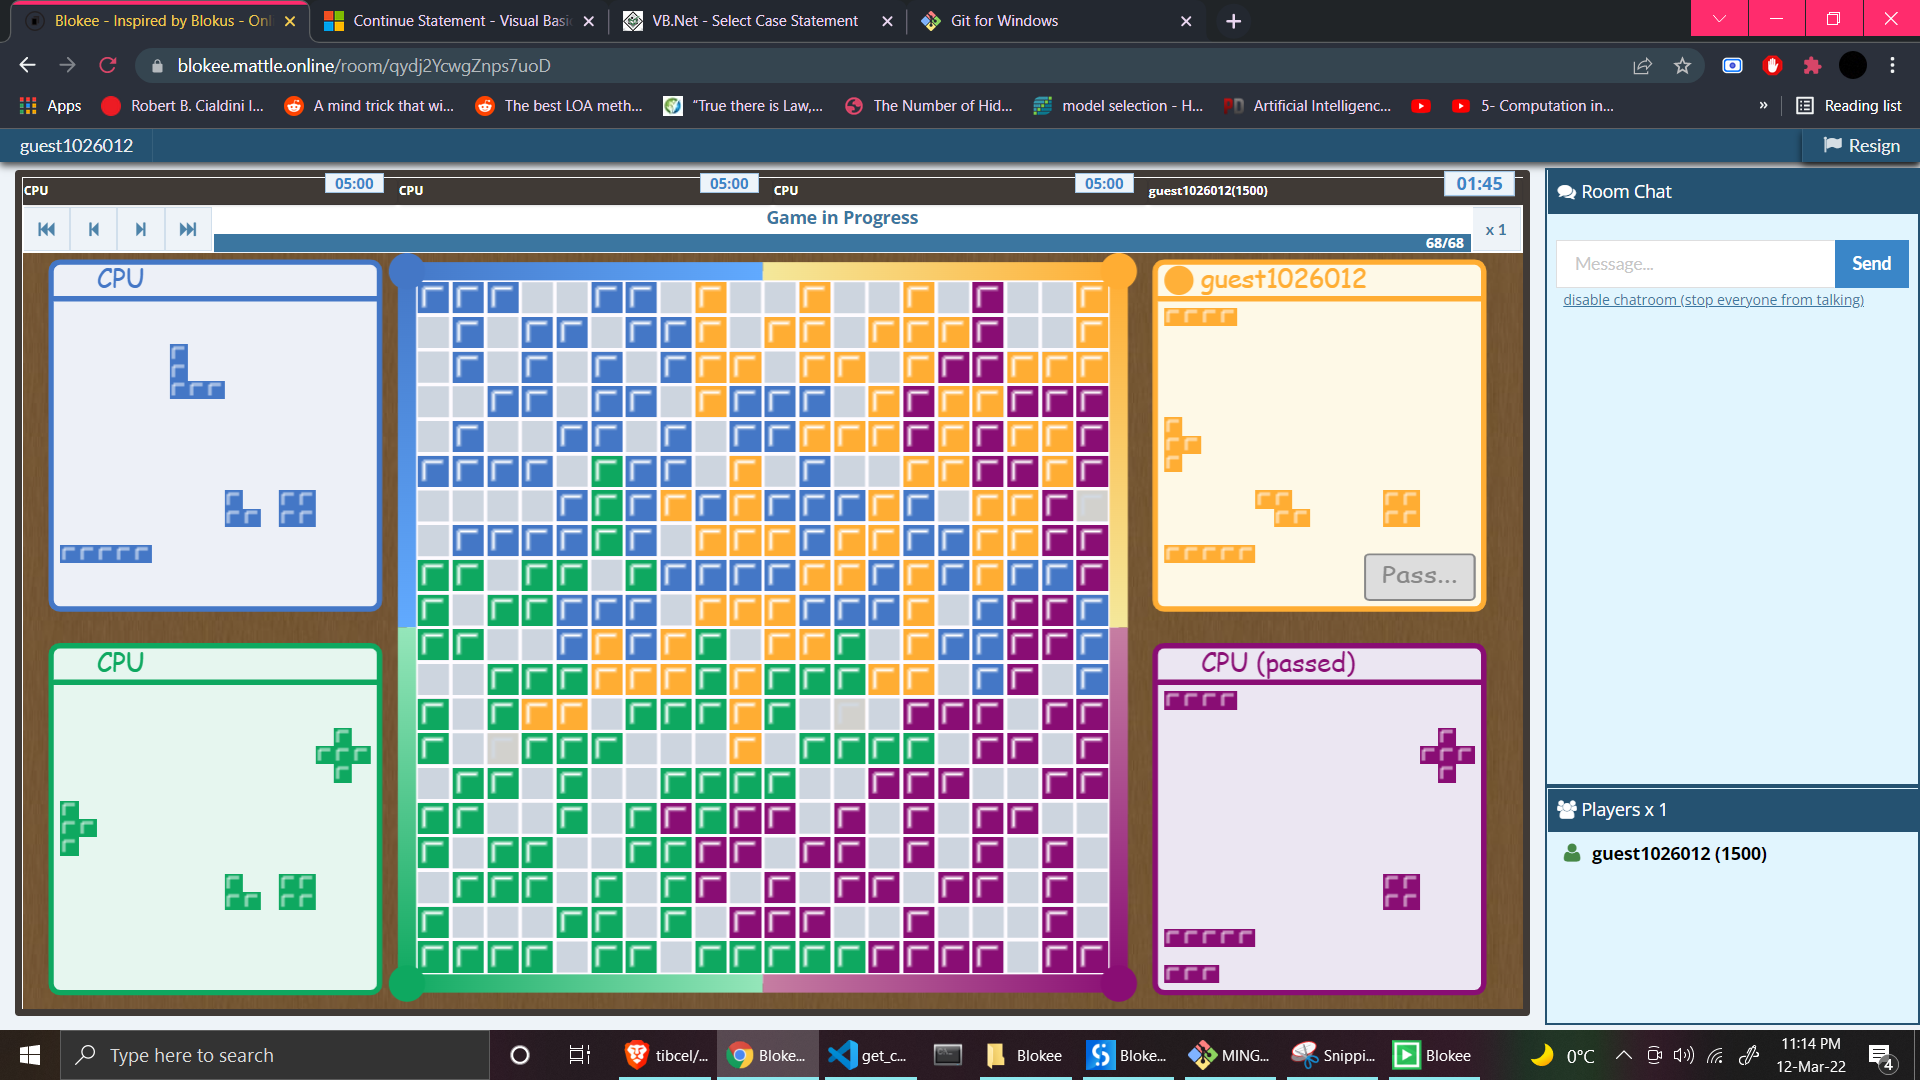 Blokee - Inspired by Blokus - Onl
Continue Statement - Visual Basi
VB.Net - Select Case Statement
Git for Windows
blokee.mattle.online/room/qydj2YcwgZnps7uoD
Apps
Robert B. Cialdini I...
A mind trick that wi...
The best LOA meth...
“True there is Law,...
The Number of Hid...
model selection - H...
Artificial Intelligenc...
5- Computation in...
»
Reading list
guest1026012
Resign
CPU
05:00
CPU
05:00
CPU
05:00
guest1026012(1500)
01:45
Game in Progress
68/68
x 1
CPU
guest1026012
Pass...
CPU
CPU (passed)
Room Chat
Message...
Send
disable chatroom (stop everyone from talking)
Players x 1
guest1026012 (1500)
Type here to search
tibcel/...
Bloke...
get_c...
Blokee
Bloke...
MING...
Snippi...
Blokee
0°C
11:14 PM
12-Mar-22
4